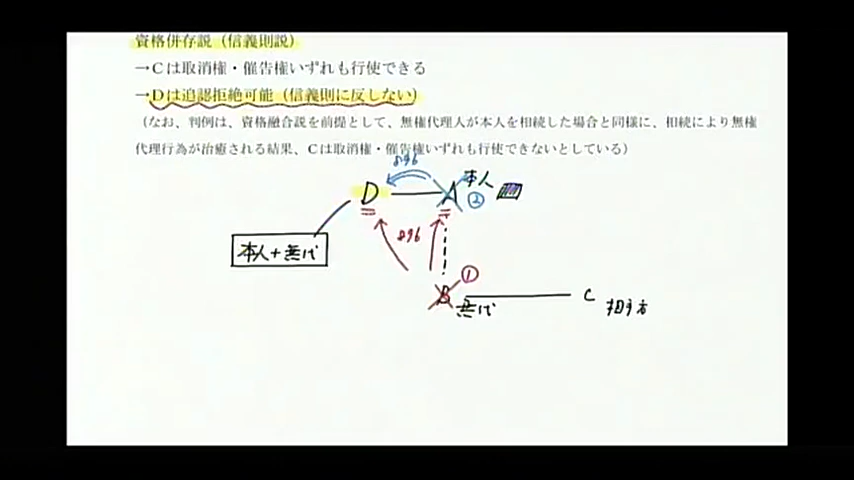 資格併存説（信義則説）
→Cは取消権・催告権いずれも行使できる
→Dは追認拒絶可能（信義則に反しない）
（なお、判例は、資格融合説を前提として、無権代理人が本人を相続した場合と同様に、相続により無権
代理行為が治癒される結果、Cは取消権・催告権いずれも行使できないとしている）
896
D A 本人 ②
896
本人+無代
①
B C
無代 相手方